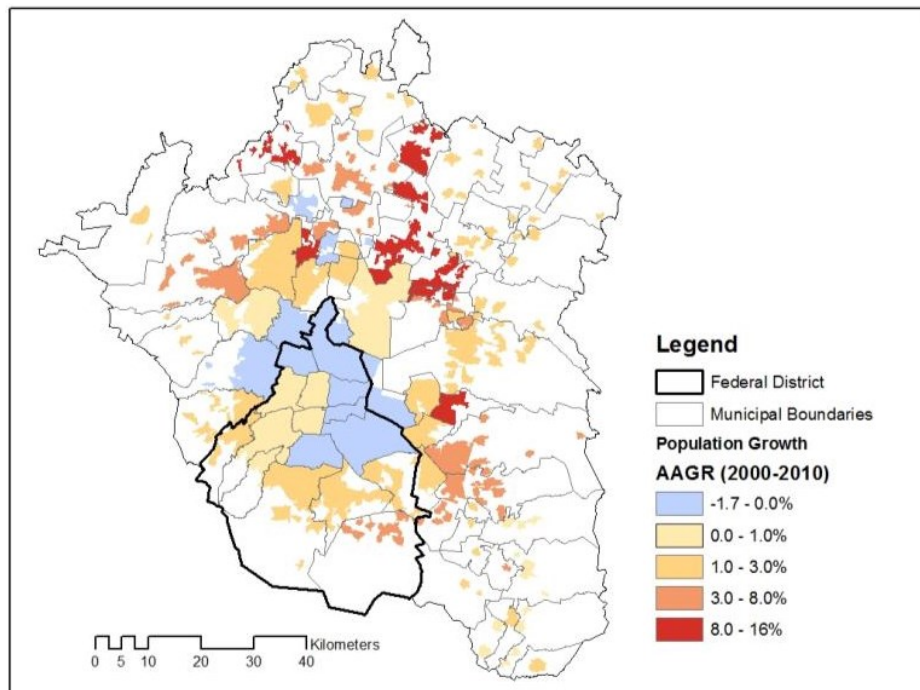 Legend
Federal District
Municipal Boundaries
Population Growth
AAGR (2000-2010)
-1.7 - 0.0%
0.0 - 1.0%
1.0 - 3.0%
3.0 - 8.0%
8.0 - 16%
Kilometers
0 5 10 20 30 40